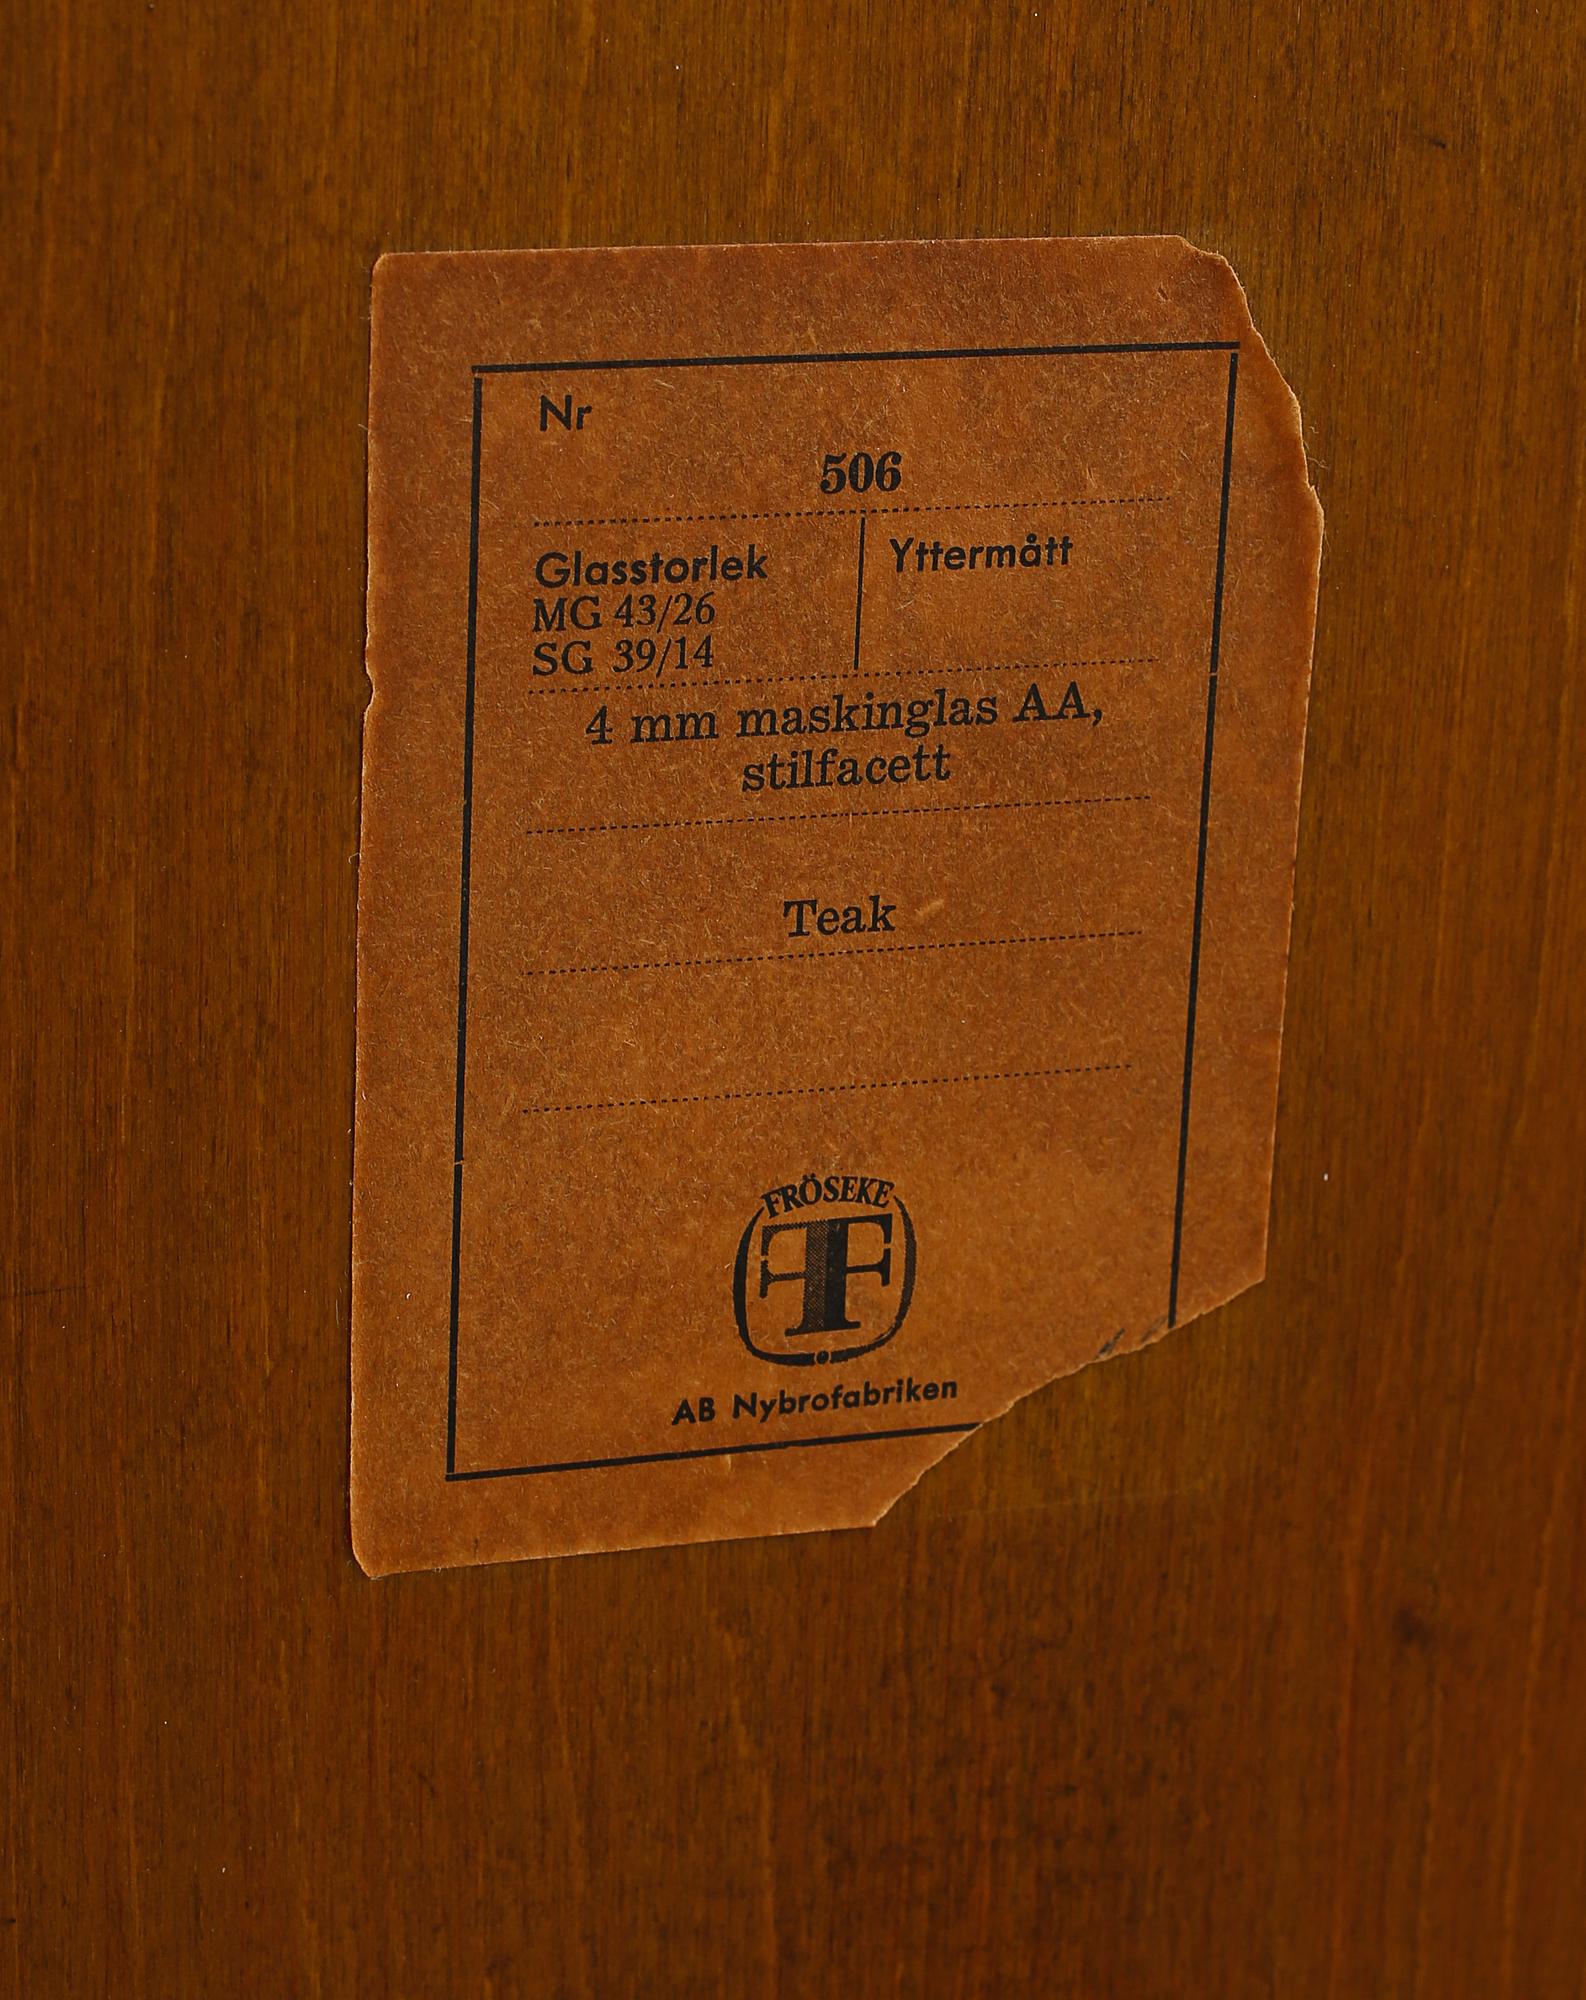 Nr
506
Glasstorlek
MG 43/26
SG 39/14
Yttermått
4 mm maskinglas AA,
stilfacett
Teak
FRÖSEKE
F
AB Nybrofabriken